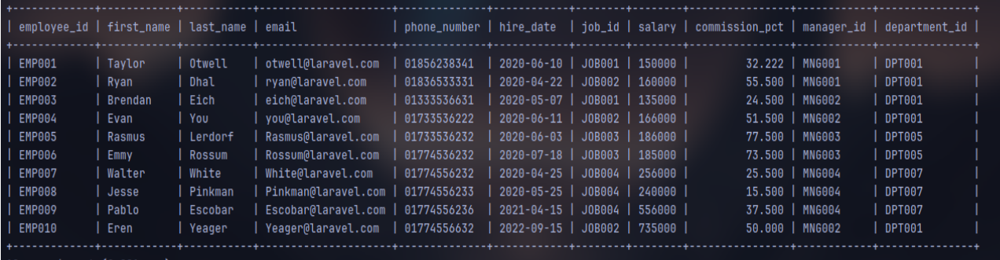 +-------------+------------+-----------+---------------------+--------------+------------+--------+--------+----------------+------------+---------------+
| employee_id | first_name | last_name | email               | phone_number | hire_date  | job_id | salary | commission_pct | manager_id | department_id |
+-------------+------------+-----------+---------------------+--------------+------------+--------+--------+----------------+------------+---------------+
| EMP001      | Taylor     | Otwell    | otwell@laravel.com  | 01856238341  | 2020-06-10 | JOB001 | 150000 |         32.222 | MNG001     | DPT001        |
| EMP002      | Ryan       | Dhal      | ryan@laravel.com    | 01836533331  | 2020-04-22 | JOB002 | 160000 |         55.500 | MNG001     | DPT001        |
| EMP003      | Brendan    | Eich      | eich@laravel.com    | 01333536631  | 2020-05-07 | JOB001 | 135000 |         24.500 | MNG002     | DPT001        |
| EMP004      | Evan       | You       | you@laravel.com     | 01733536222  | 2020-06-11 | JOB002 | 166000 |         51.500 | MNG002     | DPT001        |
| EMP005      | Rasmus     | Lerdorf   | Rasmus@laravel.com  | 01733536232  | 2020-06-03 | JOB003 | 186000 |         77.500 | MNG003     | DPT005        |
| EMP006      | Emmy       | Rossum    | Rossum@laravel.com  | 01774536232  | 2020-07-18 | JOB003 | 185000 |         73.500 | MNG003     | DPT005        |
| EMP007      | Walter     | White     | White@laravel.com   | 01774556232  | 2020-04-25 | JOB004 | 256000 |         25.500 | MNG004     | DPT007        |
| EMP008      | Jesse      | Pinkman   | Pinkman@laravel.com | 01774556233  | 2020-05-25 | JOB004 | 240000 |         15.500 | MNG004     | DPT007        |
| EMP009      | Pablo      | Escobar   | Escobar@laravel.com | 01774556236  | 2021-04-15 | JOB004 | 556000 |         37.500 | MNG004     | DPT007        |
| EMP010      | Eren       | Yeager    | Yeager@laravel.com  | 01774556632  | 2022-09-15 | JOB002 | 735000 |         50.000 | MNG002     | DPT001        |
+-------------+------------+-----------+---------------------+--------------+------------+--------+--------+----------------+------------+---------------+